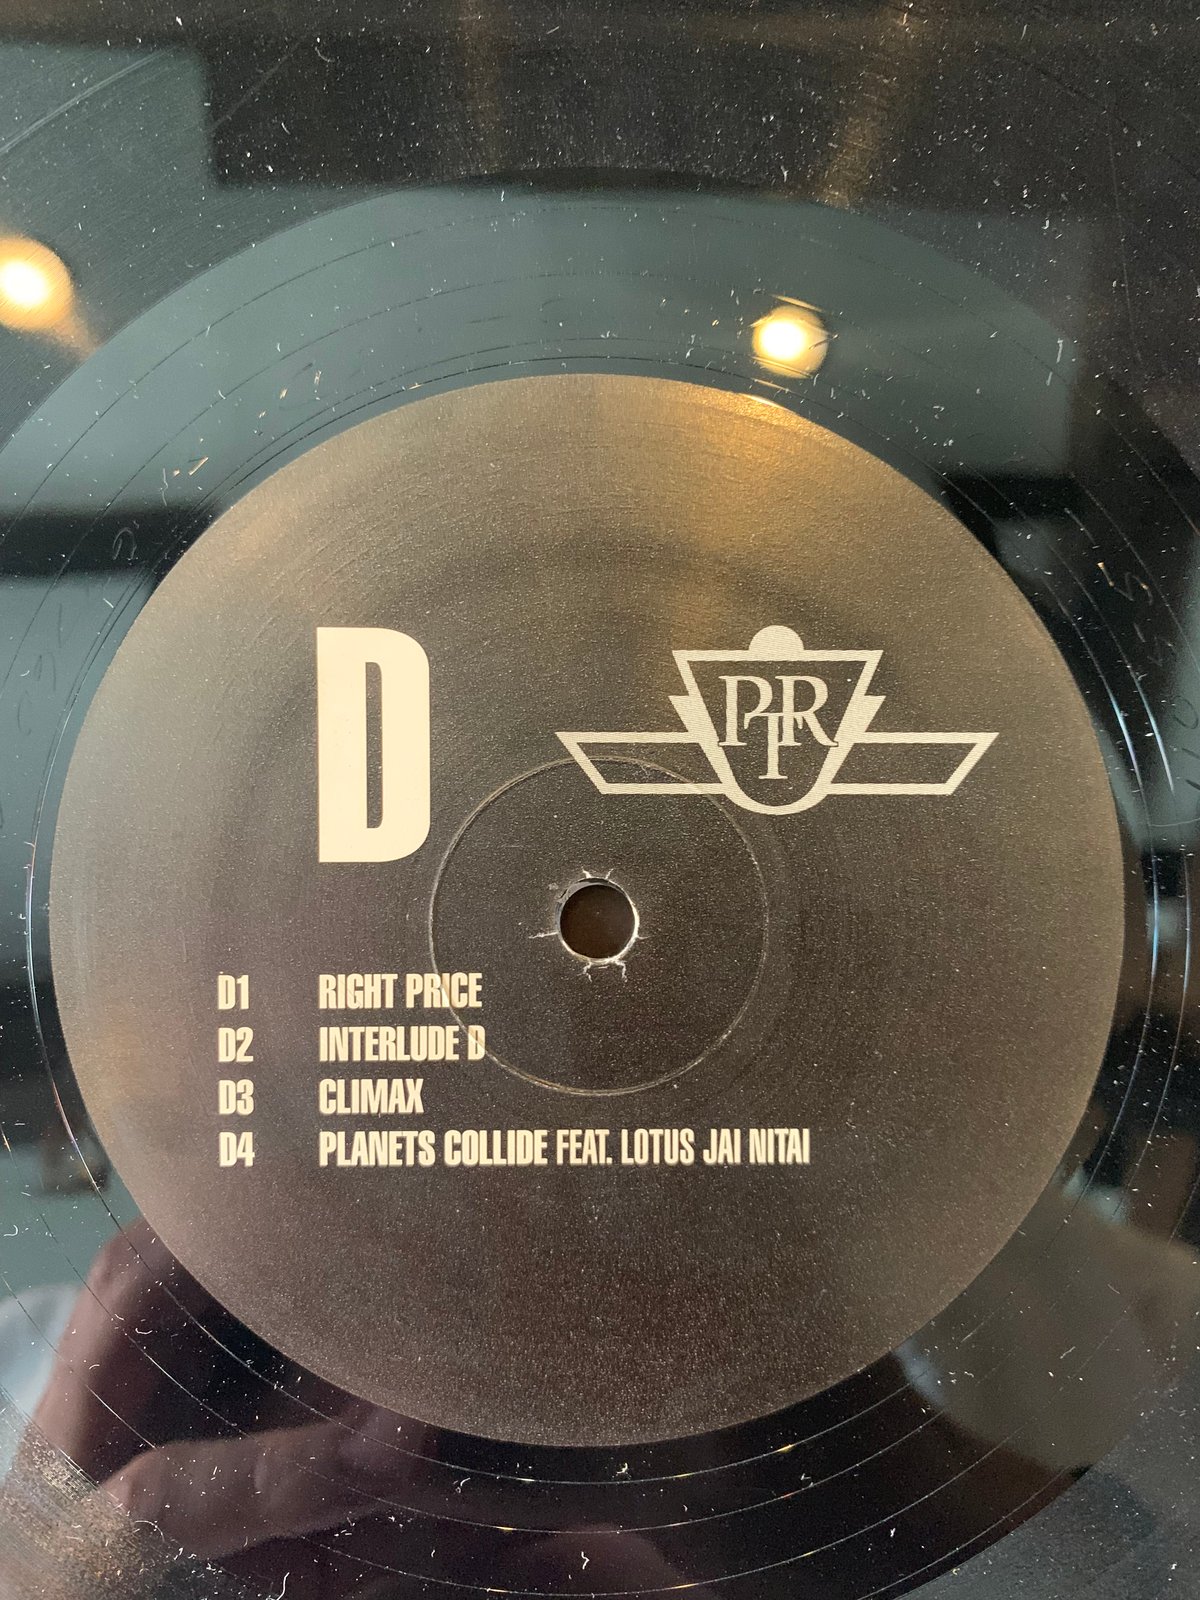 D
PTR
D1 RIGHT PRICE
D2 INTERLUDE D
D3 CLIMAX
D4 PLANETS COLLIDE FEAT. LOTUS JAI NITAI